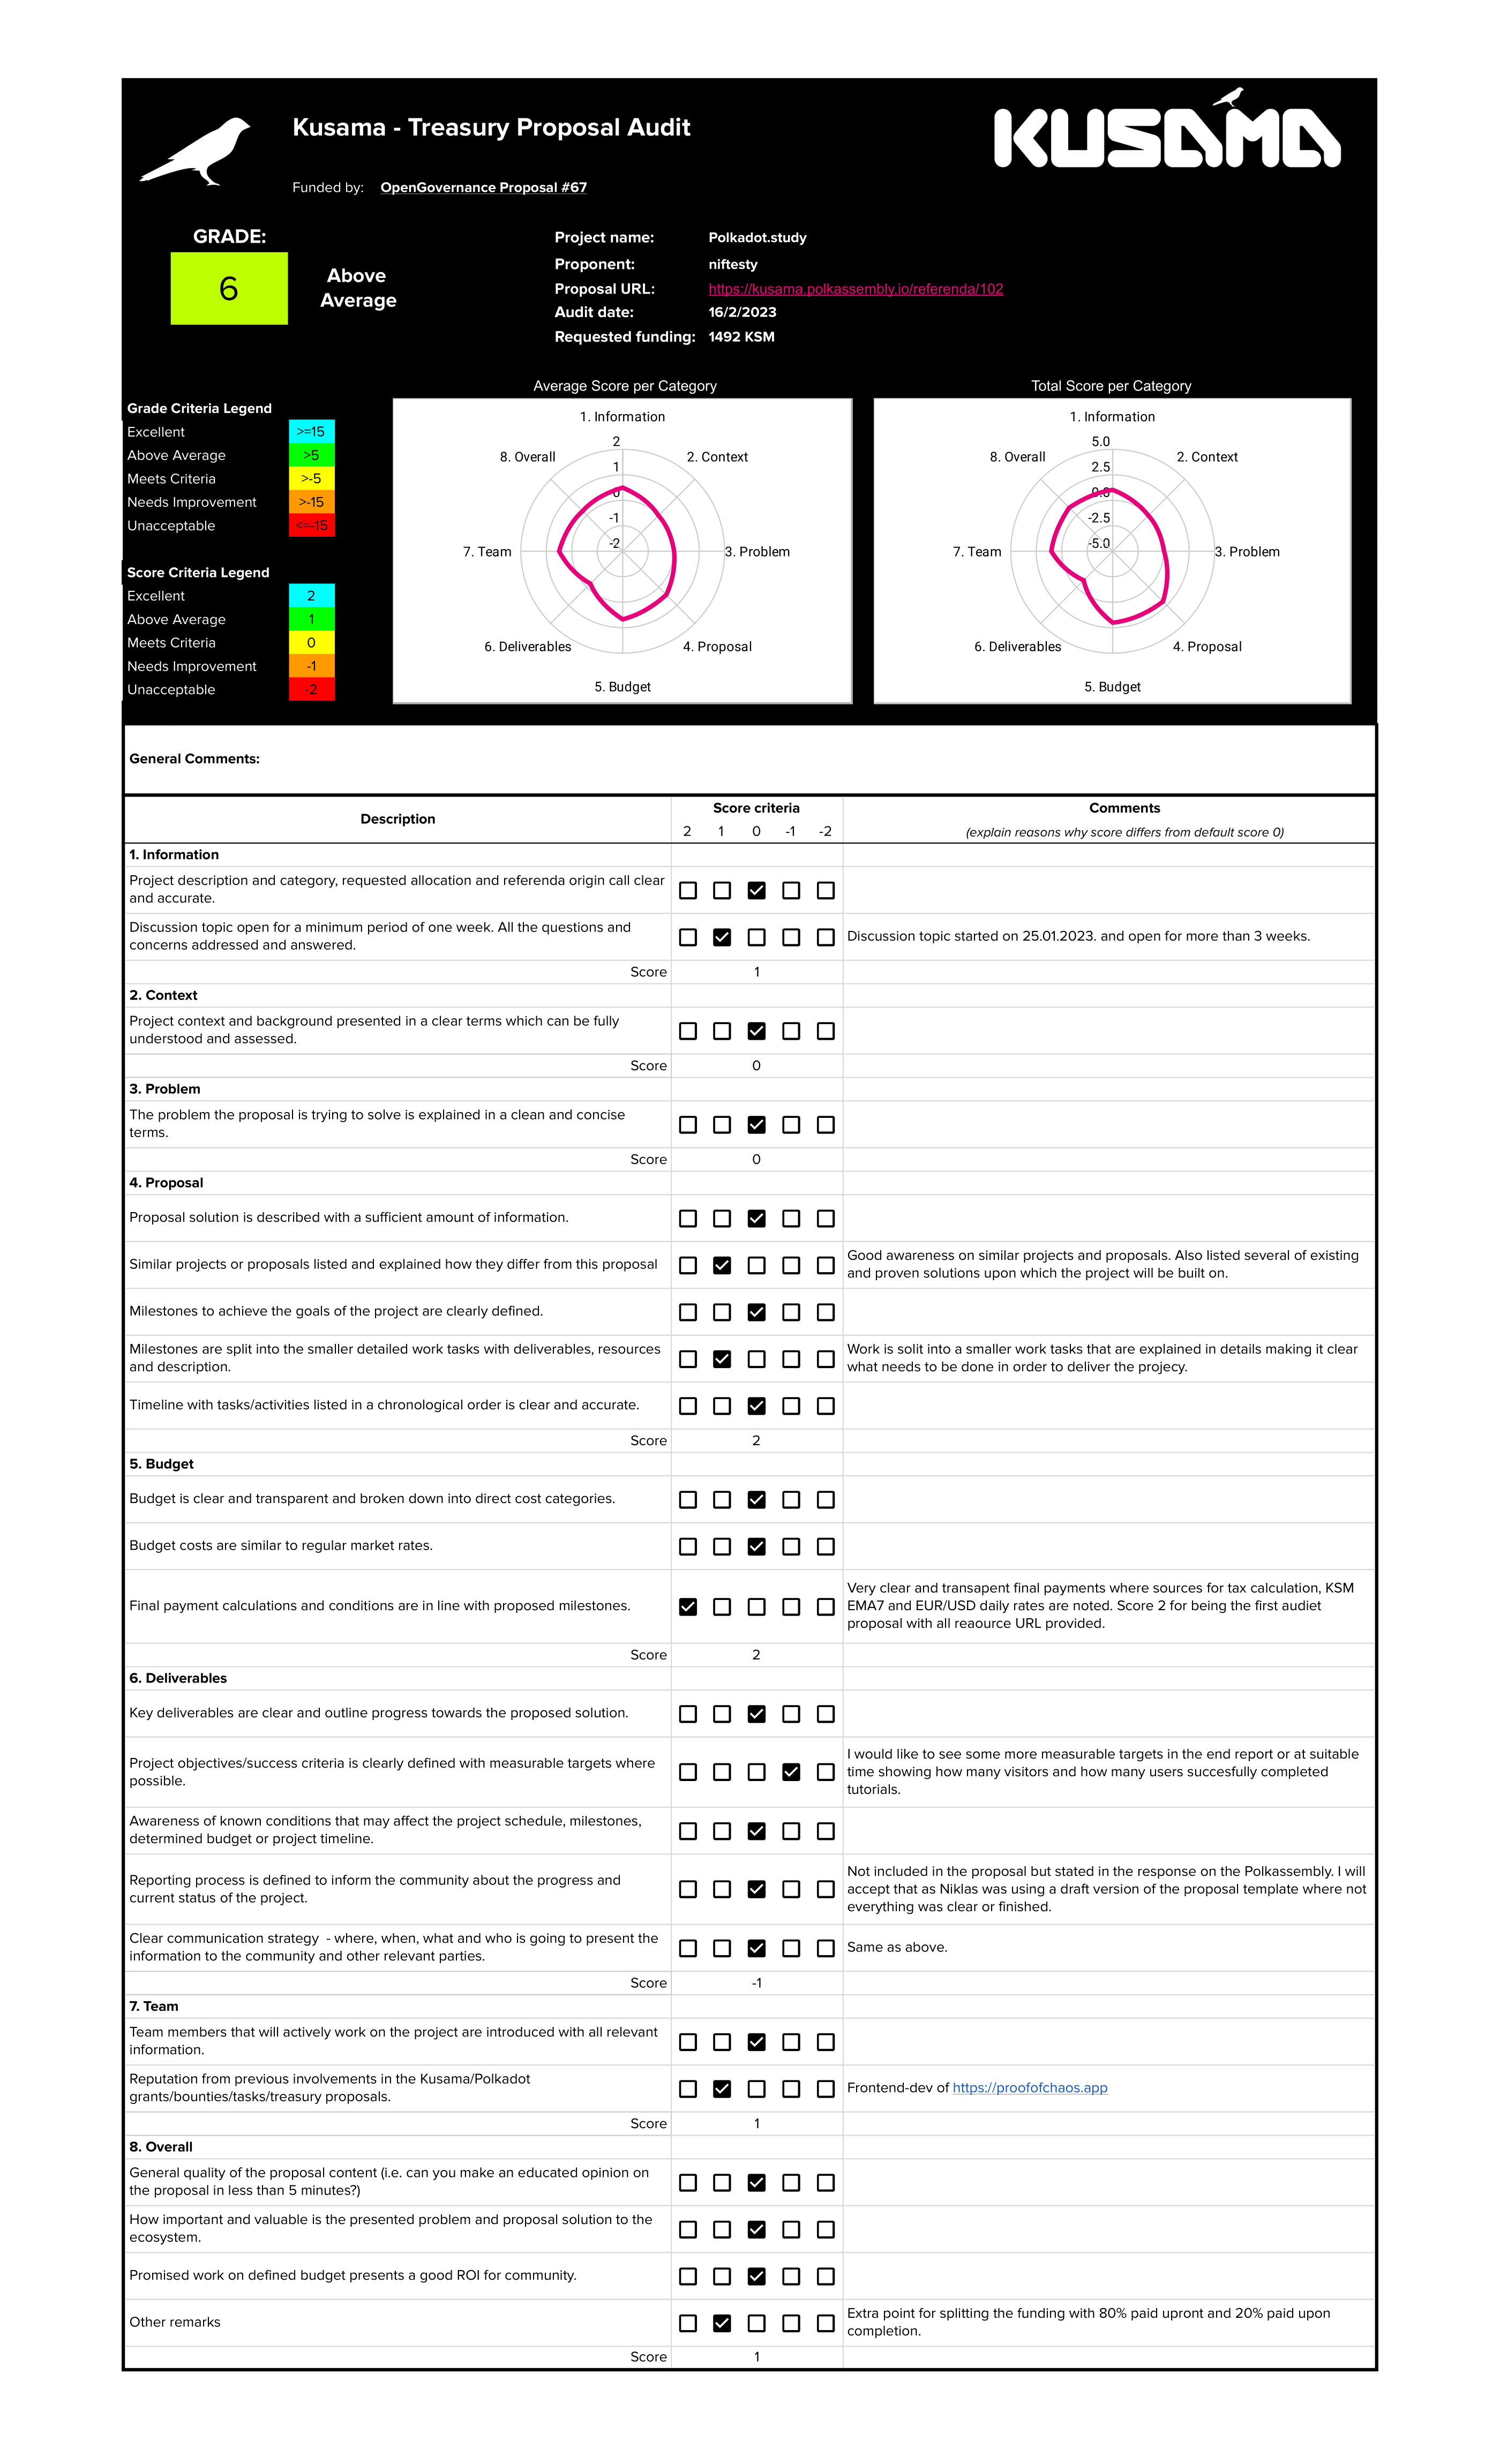 Kusama - Treasury Proposal Audit
KUSAMA
Funded by: OpenGovernance Proposal #67
GRADE:
6
Above
Average
Project name: Polkadot.study
Proponent: niftesty
Proposal URL: https://kusama.polkassembly.io/referenda/102
Audit date: 16/2/2023
Requested funding: 1492 KSM
Grade Criteria Legend
Excellent >=15
Above Average >5
Meets Criteria >-5
Needs Improvement >-15
Unacceptable <=-15
Score Criteria Legend
Excellent 2
Above Average 1
Meets Criteria 0
Needs Improvement -1
Unacceptable -2
Average Score per Category
1. Information
2
8. Overall
2. Context
1
0
-1
-2
7. Team
3. Problem
6. Deliverables
4. Proposal
5. Budget
Total Score per Category
1. Information
5.0
8. Overall
2. Context
2.5
0.0
-2.5
-5.0
7. Team
3. Problem
6. Deliverables
4. Proposal
5. Budget
General Comments:
Description
Score criteria
2 1 0 -1 -2
Comments
(explain reasons why score differs from default score 0)
1. Information
Project description and category, requested allocation and referenda origin call clear
and accurate.
Discussion topic open for a minimum period of one week. All the questions and
concerns addressed and answered.
Discussion topic started on 25.01.2023. and open for more than 3 weeks.
Score 1
2. Context
Project context and background presented in a clear terms which can be fully
understood and assessed.
Score 0
3. Problem
The problem the proposal is trying to solve is explained in a clean and concise
terms.
Score 0
4. Proposal
Proposal solution is described with a sufficient amount of information.
Similar projects or proposals listed and explained how they differ from this proposal
Good awareness on similar projects and proposals. Also listed several of existing
and proven solutions upon which the project will be built on.
Milestones to achieve the goals of the project are clearly defined.
Milestones are split into the smaller detailed work tasks with deliverables, resources
and description.
Work is solit into a smaller work tasks that are explained in details making it clear
what needs to be done in order to deliver the projecy.
Timeline with tasks/activities listed in a chronological order is clear and accurate.
Score 2
5. Budget
Budget is clear and transparent and broken down into direct cost categories.
Budget costs are similar to regular market rates.
Final payment calculations and conditions are in line with proposed milestones.
Very clear and transapent final payments where sources for tax calculation, KSM
EMA7 and EUR/USD daily rates are noted. Score 2 for being the first audiet
proposal with all reaource URL provided.
Score 2
6. Deliverables
Key deliverables are clear and outline progress towards the proposed solution.
Project objectives/success criteria is clearly defined with measurable targets where
possible.
I would like to see some more measurable targets in the end report or at suitable
time showing how many visitors and how many users succesfully completed
tutorials.
Awareness of known conditions that may affect the project schedule, milestones,
determined budget or project timeline.
Reporting process is defined to inform the community about the progress and
current status of the project.
Not included in the proposal but stated in the response on the Polkassembly. I will
accept that as Niklas was using a draft version of the proposal template where not
everything was clear or finished.
Clear communication strategy - where, when, what and who is going to present the
information to the community and other relevant parties.
Same as above.
Score -1
7. Team
Team members that will actively work on the project are introduced with all relevant
information.
Reputation from previous involvements in the Kusama/Polkadot
grants/bounties/tasks/treasury proposals.
Frontend-dev of https://proofofchaos.app
Score 1
8. Overall
General quality of the proposal content (i.e. can you make an educated opinion on
the proposal in less than 5 minutes?)
How important and valuable is the presented problem and proposal solution to the
ecosystem.
Promised work on defined budget presents a good ROI for community.
Other remarks
Extra point for splitting the funding with 80% paid upront and 20% paid upon
completion.
Score 1